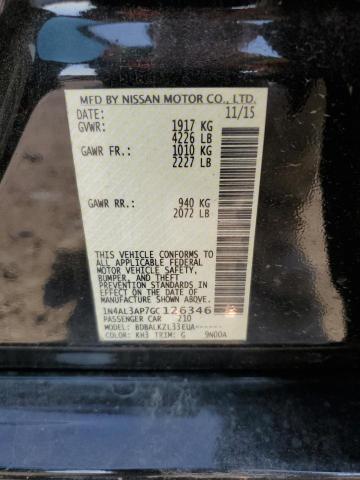 MFD BY NISSAN MOTOR CO., LTD.
DATE: 11/15
GVWR: 1917 KG
4226 LB
GAWR FR.: 1010 KG
2227 LB
GAWR RR.: 940 KG
2072 LB
THIS VEHICLE CONFORMS TO
ALL APPLICABLE FEDERAL
MOTOR VEHICLE SAFETY,
BUMPER, AND THEFT
PREVENTION STANDARDS IN
EFFECT ON THE DATE OF
MANUFACTURE SHOWN ABOVE.
1N4AL3AP7GC126346
PASSENGER CAR 210
MODEL: BDBALKZL33EUA------
COLOR: KH3 TRIM: G 9N00A